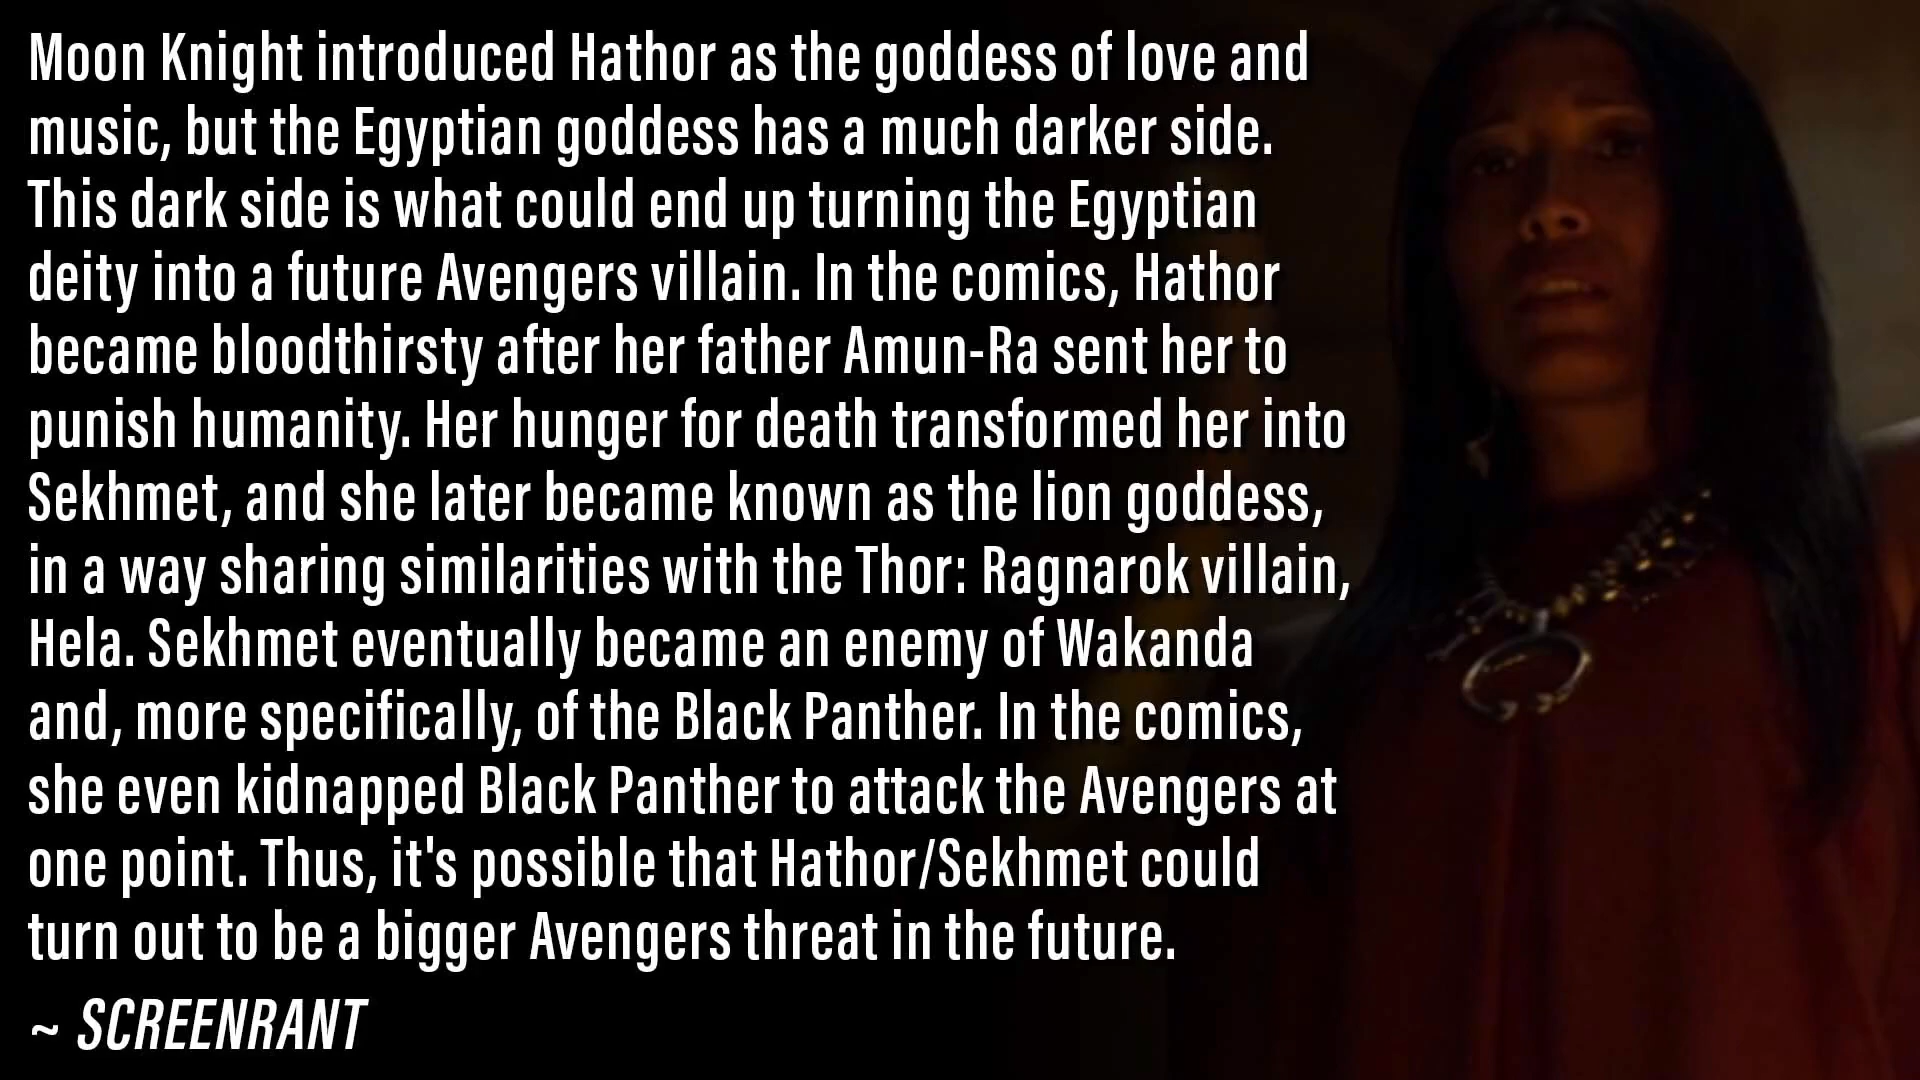 Moon Knight introduced Hathor as the goddess of love and
music, but the Egyptian goddess has a much darker side.
This dark side is what could end up turning the Egyptian
deity into a future Avengers villain. In the comics, Hathor
became bloodthirsty after her father Amun-Ra sent her to
punish humanity. Her hunger for death transformed her into
Sekhmet, and she later became known as the lion goddess,
in a way sharing similarities with the Thor: Ragnarok villain,
Hela. Sekhmet eventually became an enemy of Wakanda
and, more specifically, of the Black Panther. In the comics,
she even kidnapped Black Panther to attack the Avengers at
one point. Thus, it's possible that Hathor/Sekhmet could
turn out to be a bigger Avengers threat in the future.
~ SCREENRANT